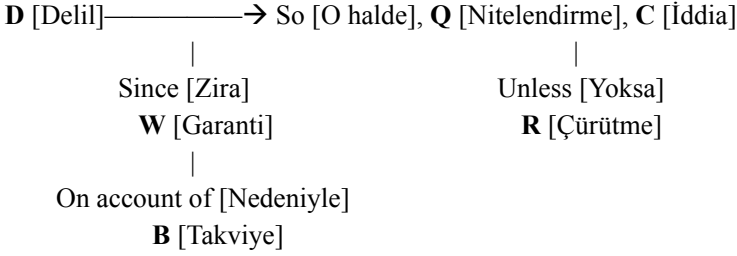 D [Delil]——————→ So [O halde], Q [Nitelendirme], C [İddia]
| |
Since [Zira] Unless [Yoksa]
W [Garanti] R [Çürütme]
|
On account of [Nedeniyle]
B [Takviye]